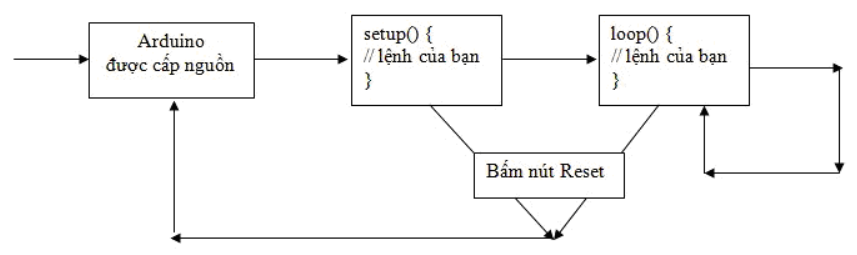 Arduino
được cấp nguồn
setup() {
// lệnh của bạn
}
loop() {
// lệnh của bạn
}
Bấm nút Reset